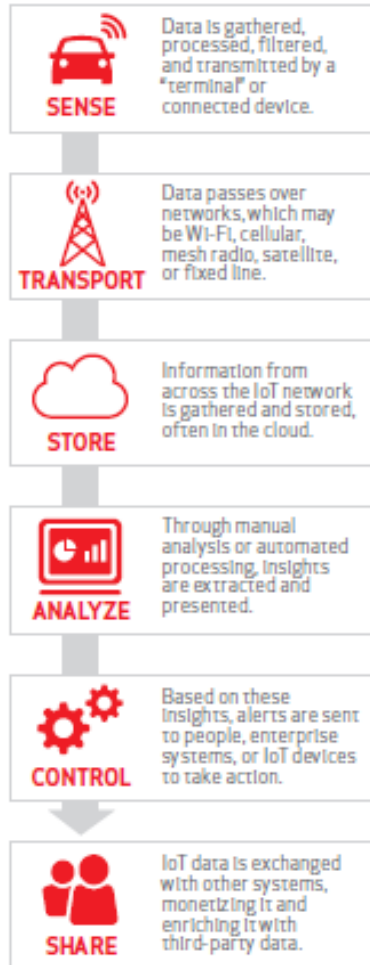 SENSE
Data is gathered,
processed, filtered,
and transmitted by a
“terminal” or
connected device.
TRANSPORT
Data passes over
networks, which may
be Wi-Fi, cellular,
mesh radio, satellite,
or fixed line.
STORE
Information from
across the IoT network
is gathered and stored,
often in the cloud.
ANALYZE
Through manual
analysis or automated
processing, insights
are extracted and
presented.
CONTROL
Based on these
insights, alerts are sent
to people, enterprise
systems, or IoT devices
to take action.
SHARE
IoT data is exchanged
with other systems,
monetizing it and
enriching it with
third-party data.